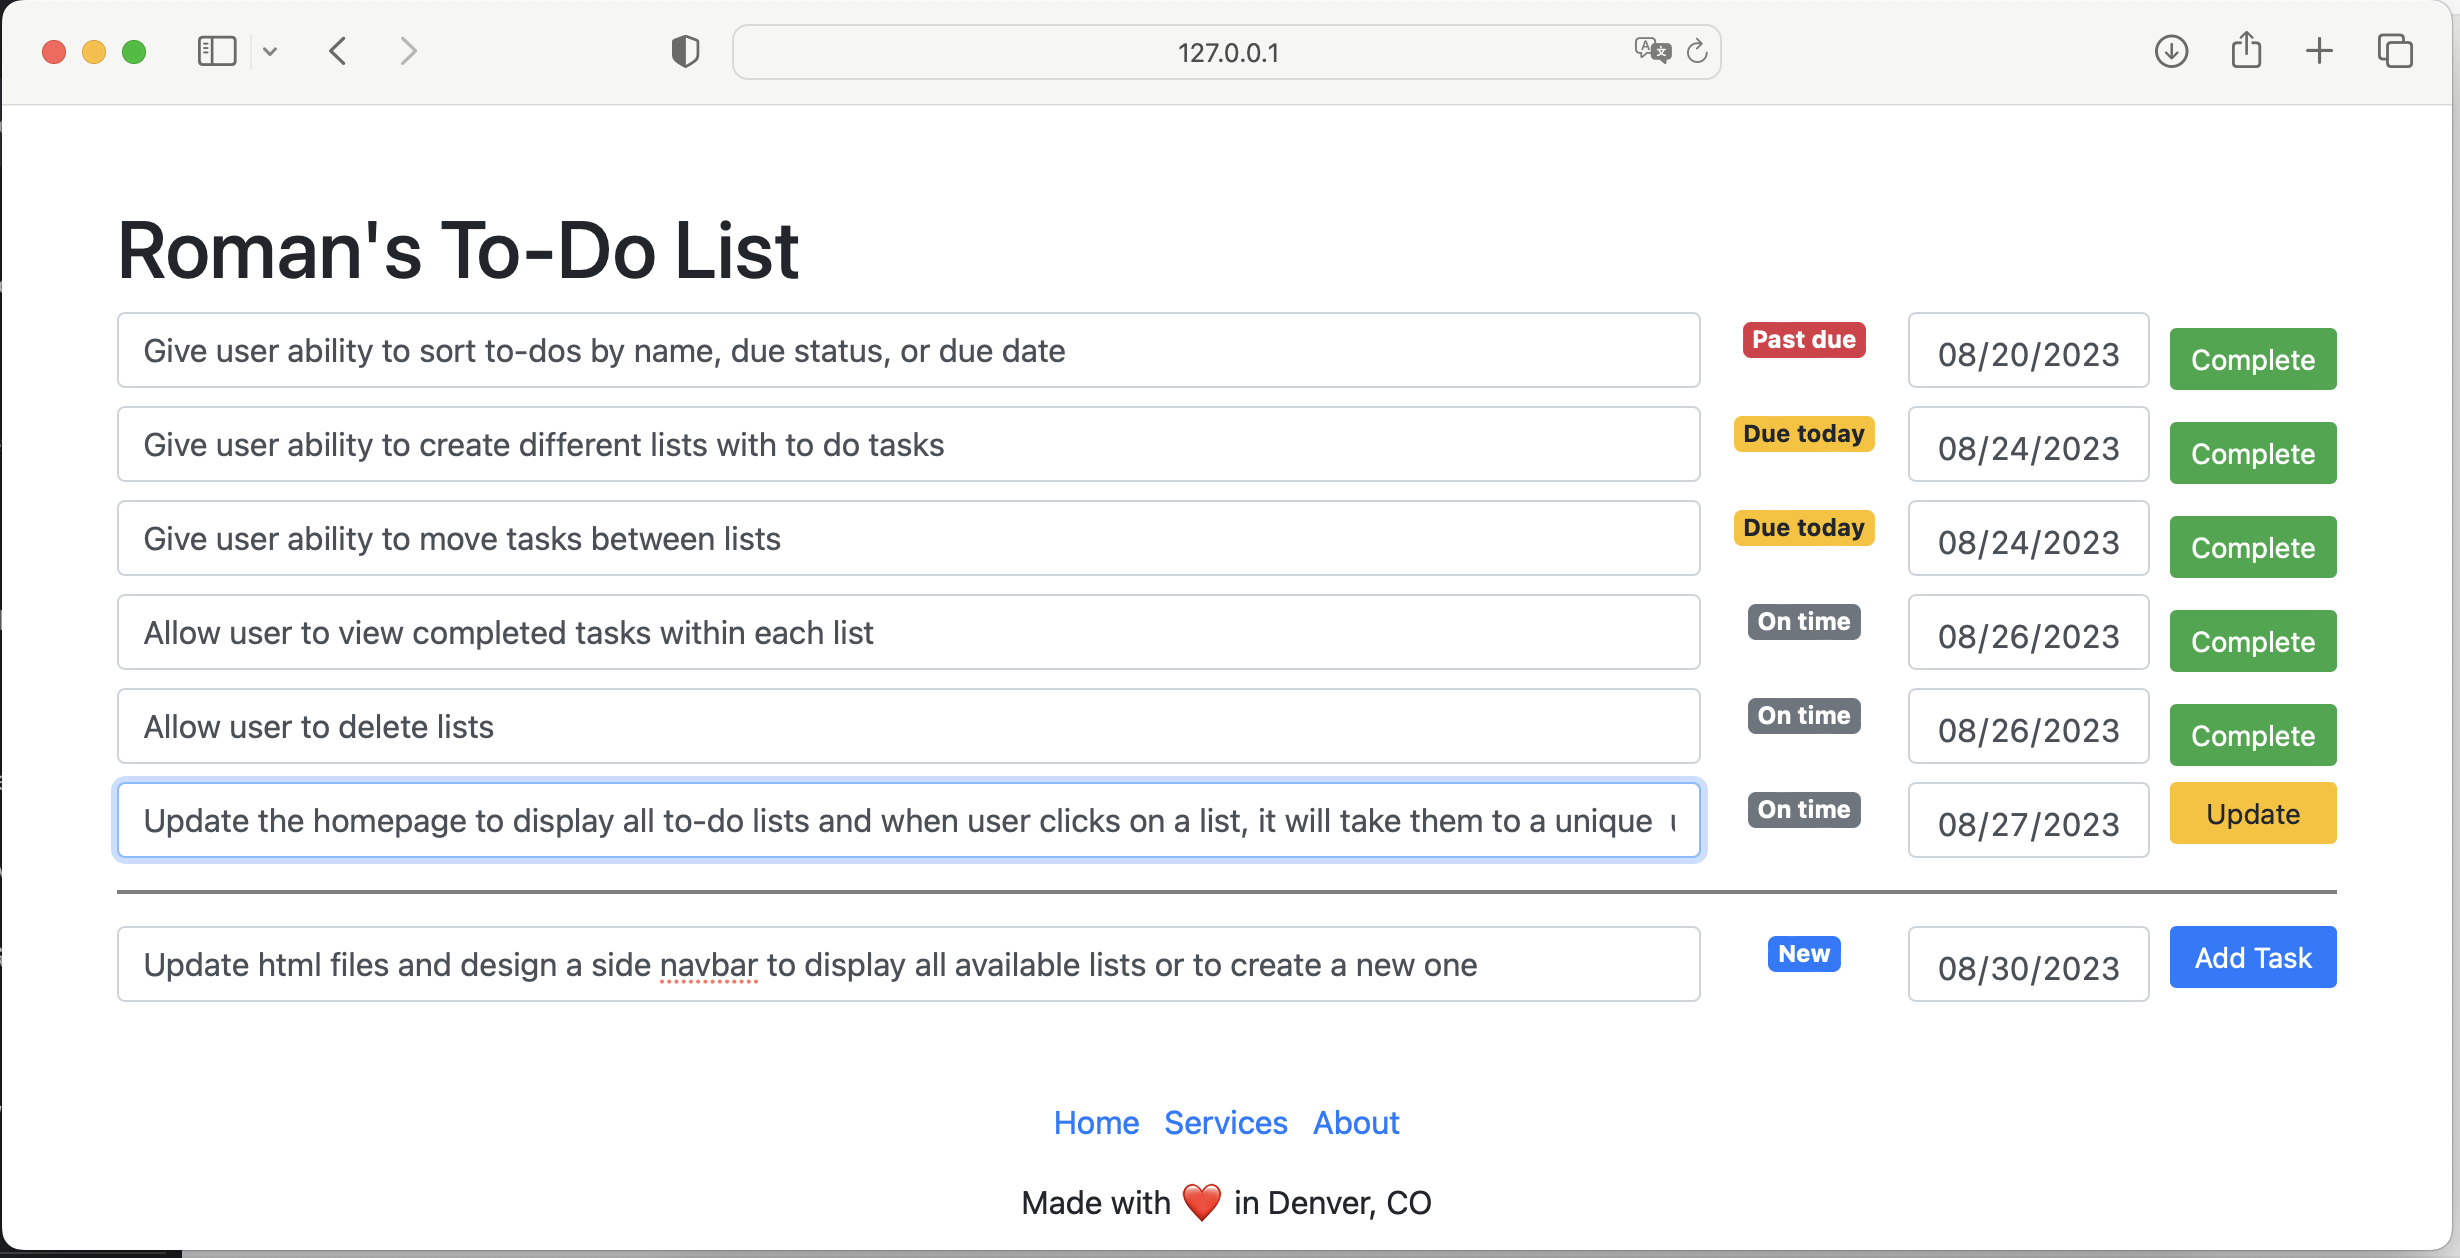 127.0.0.1
Roman's To-Do List
Give user ability to sort to-dos by name, due status, or due date Past due 08/20/2023 Complete
Give user ability to create different lists with to do tasks Due today 08/24/2023 Complete
Give user ability to move tasks between lists Due today 08/24/2023 Complete
Allow user to view completed tasks within each list On time 08/26/2023 Complete
Allow user to delete lists On time 08/26/2023 Complete
Update the homepage to display all to-do lists and when user clicks on a list, it will take them to a unique On time 08/27/2023 Update
Update html files and design a side navbar to display all available lists or to create a new one New 08/30/2023 Add Task
Home Services About
Made with ❤️ in Denver, CO